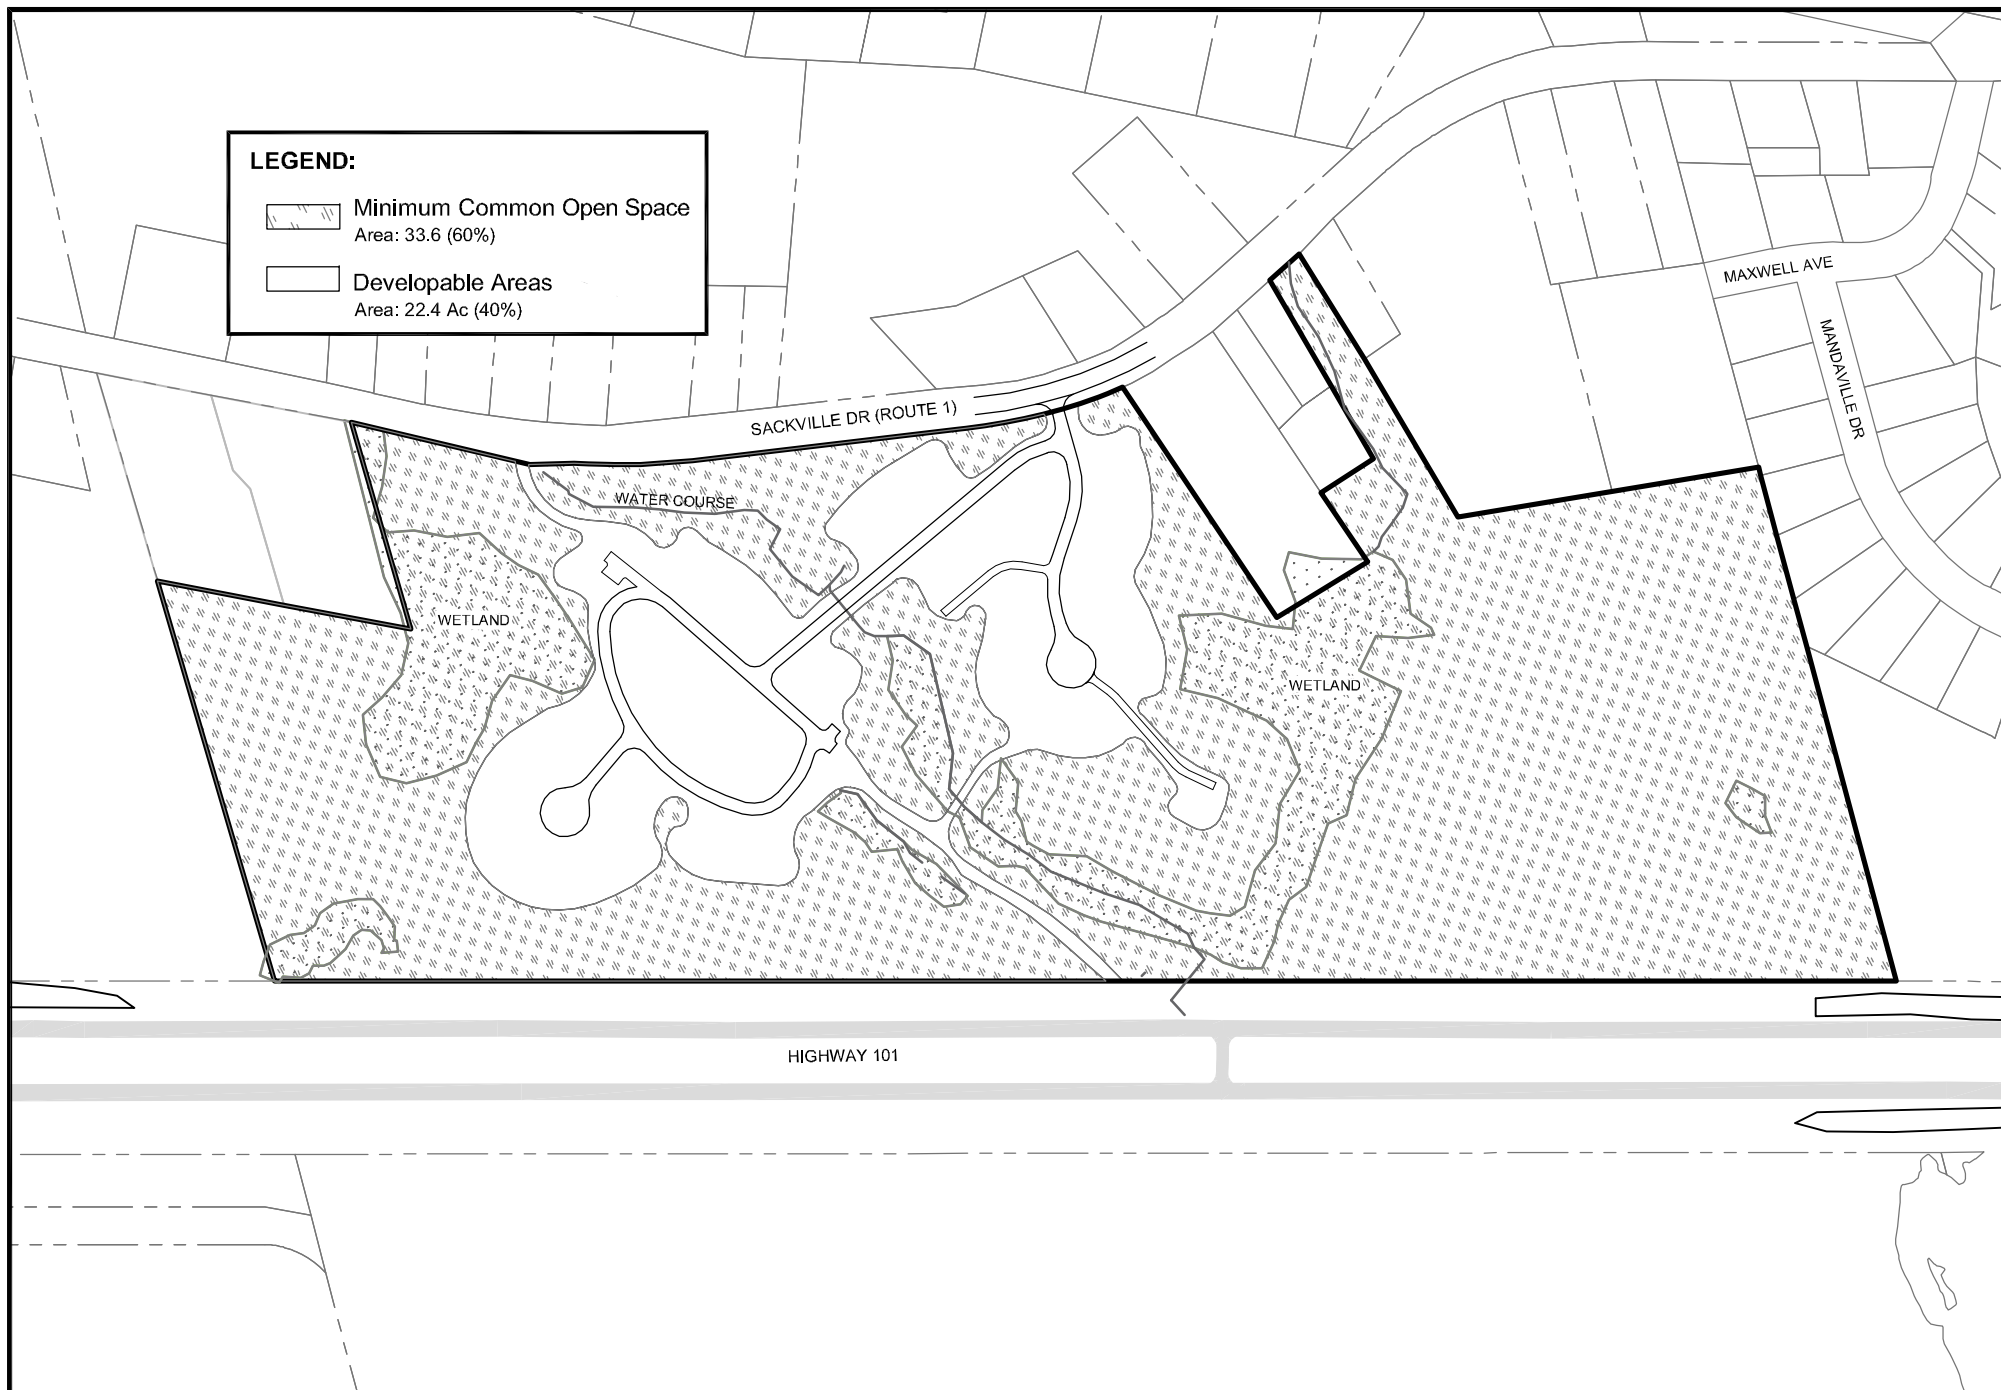 LEGEND:
Minimum Common Open Space
Area: 33.6 (60%)
Developable Areas
Area: 22.4 Ac (40%)
MAXWELL AVE
MANDAVILLE DR
SACKVILLE DR (ROUTE 1)
WATER COURSE
WETLAND
WETLAND
HIGHWAY 101